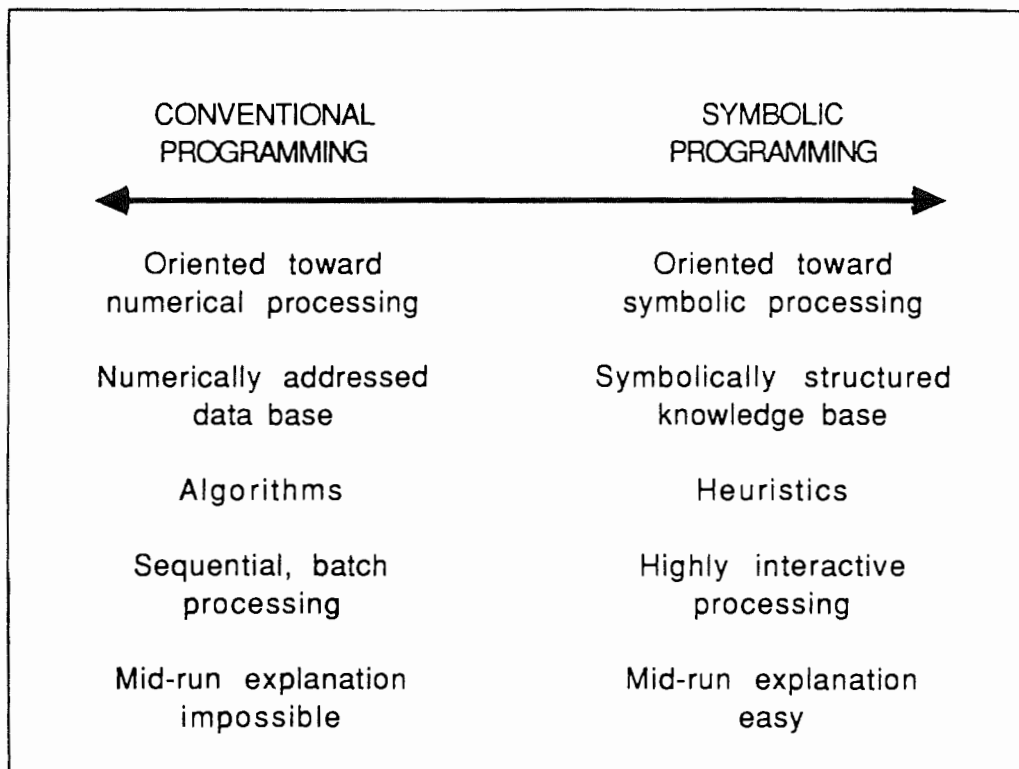 CONVENTIONAL
PROGRAMMING
SYMBOLIC
PROGRAMMING
Oriented toward
numerical processing
Oriented toward
symbolic processing
Numerically addressed
data base
Symbolically structured
knowledge base
Algorithms
Heuristics
Sequential, batch
processing
Highly interactive
processing
Mid-run explanation
impossible
Mid-run explanation
easy